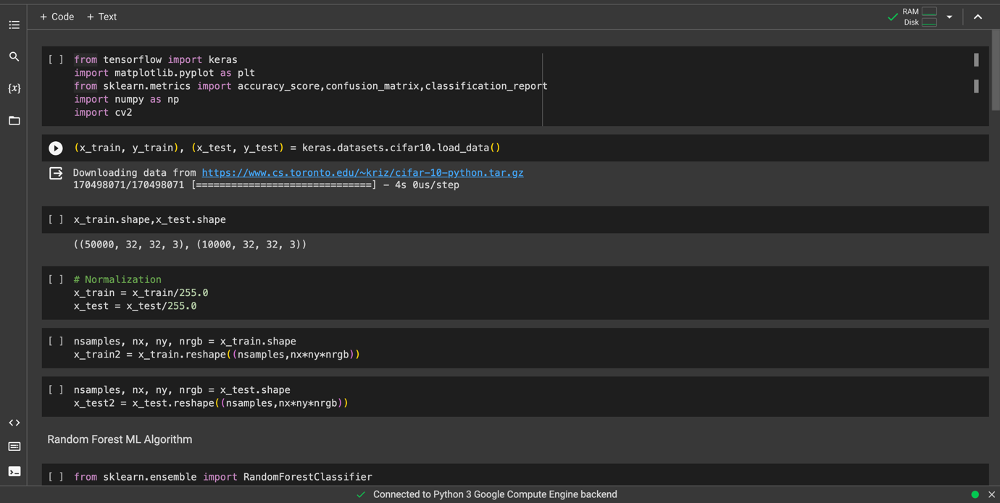 + Code + Text
RAM
Disk
{x}
[ ] from tensorflow import keras
import matplotlib.pyplot as plt
from sklearn.metrics import accuracy_score,confusion_matrix,classification_report
import numpy as np
import cv2
(x_train, y_train), (x_test, y_test) = keras.datasets.cifar10.load_data()
Downloading data from https://www.cs.toronto.edu/~kriz/cifar-10-python.tar.gz
170498071/170498071 [==============================] - 4s 0us/step
[ ] x_train.shape,x_test.shape
((50000, 32, 32, 3), (10000, 32, 32, 3))
[ ] # Normalization
x_train = x_train/255.0
x_test = x_test/255.0
[ ] nsamples, nx, ny, nrgb = x_train.shape
x_train2 = x_train.reshape((nsamples,nx*ny*nrgb))
[ ] nsamples, nx, ny, nrgb = x_test.shape
x_test2 = x_test.reshape((nsamples,nx*ny*nrgb))
Random Forest ML Algorithm
[ ] from sklearn.ensemble import RandomForestClassifier
Connected to Python 3 Google Compute Engine backend